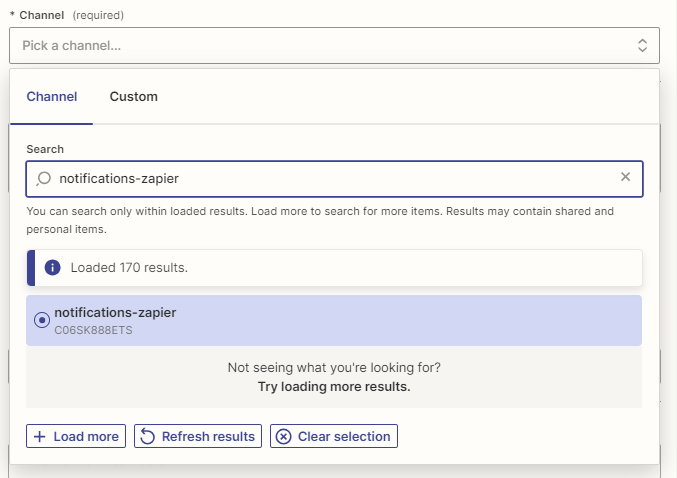 * Channel (required)
Pick a channel...
Channel Custom
Search
notifications-zapier
You can search only within loaded results. Load more to search for more items. Results may contain shared and
personal items.
Loaded 170 results.
notifications-zapier
C06SK888ETS
Not seeing what you're looking for?
Try loading more results.
Load more Refresh results Clear selection